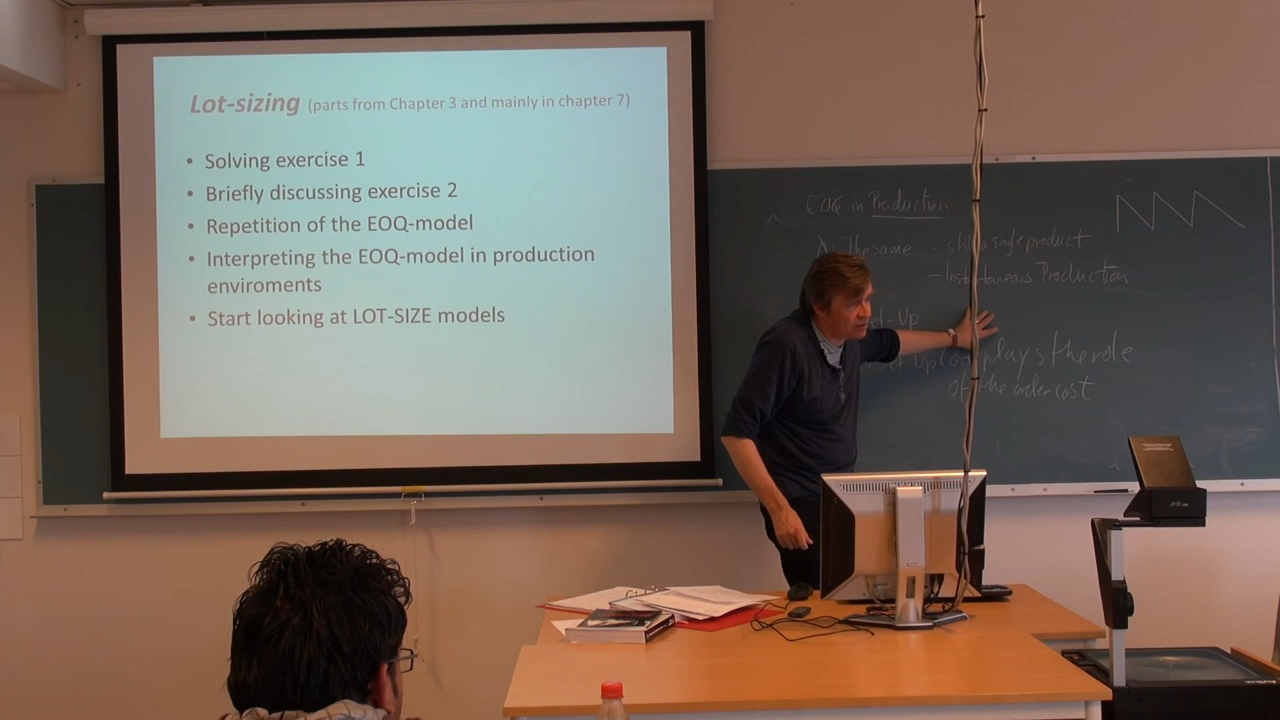 Lot-sizing (parts from Chapter 3 and mainly in chapter 7)
• Solving exercise 1
• Briefly discussing exercise 2
• Repetition of the EOQ-model
• Interpreting the EOQ-model in production
enviroments
• Start looking at LOT-SIZE models
EOQ in Production
The same - still a single product
- Instantaneous Production
Up
plays the role
of the order cost